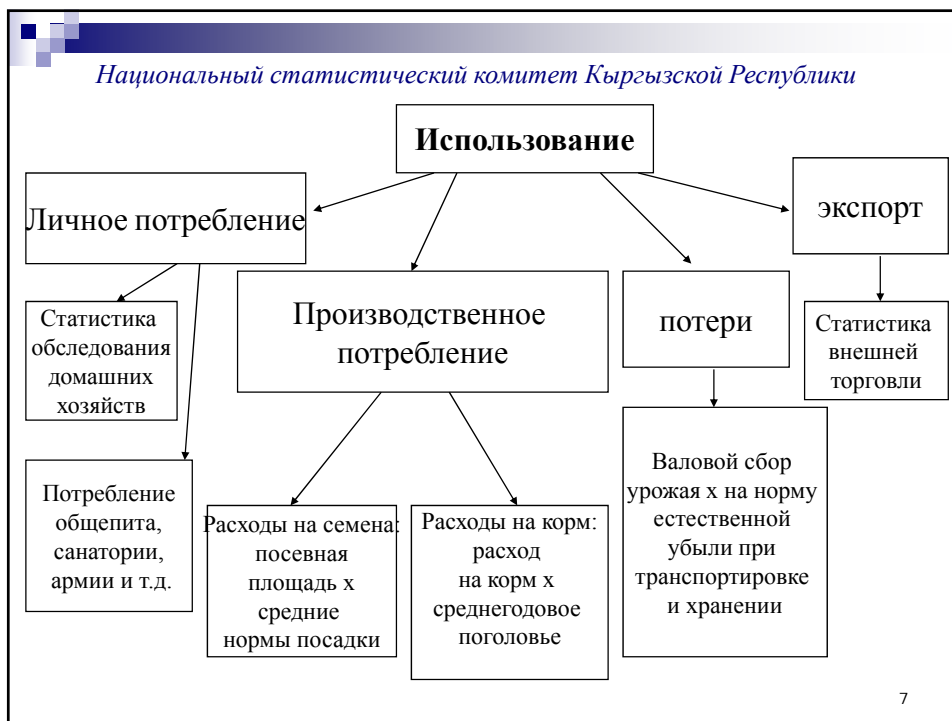 Национальный статистический комитет Кыргызской Республики
Использование
Личное потребление
экспорт
Производственное
потребление
потери
Статистика
обследования
домашних
хозяйств
Статистика
внешней
торговли
Потребление
общепита,
санатории,
армии и т.д.
Расходы на семена:
посевная
площадь х
средние
нормы посадки
Расходы на корм:
расход
на корм х
среднегодовое
поголовье
Валовой сбор
урожая х на норму
естественной
убыли при
транспортировке
и хранении
7